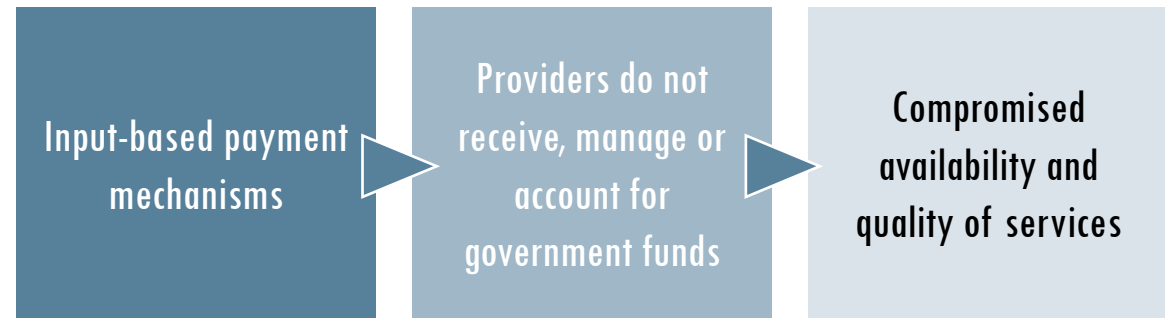 Input-based payment
mechanisms
Providers do not
receive, manage or
account for
government funds
Compromised
availability and
quality of services